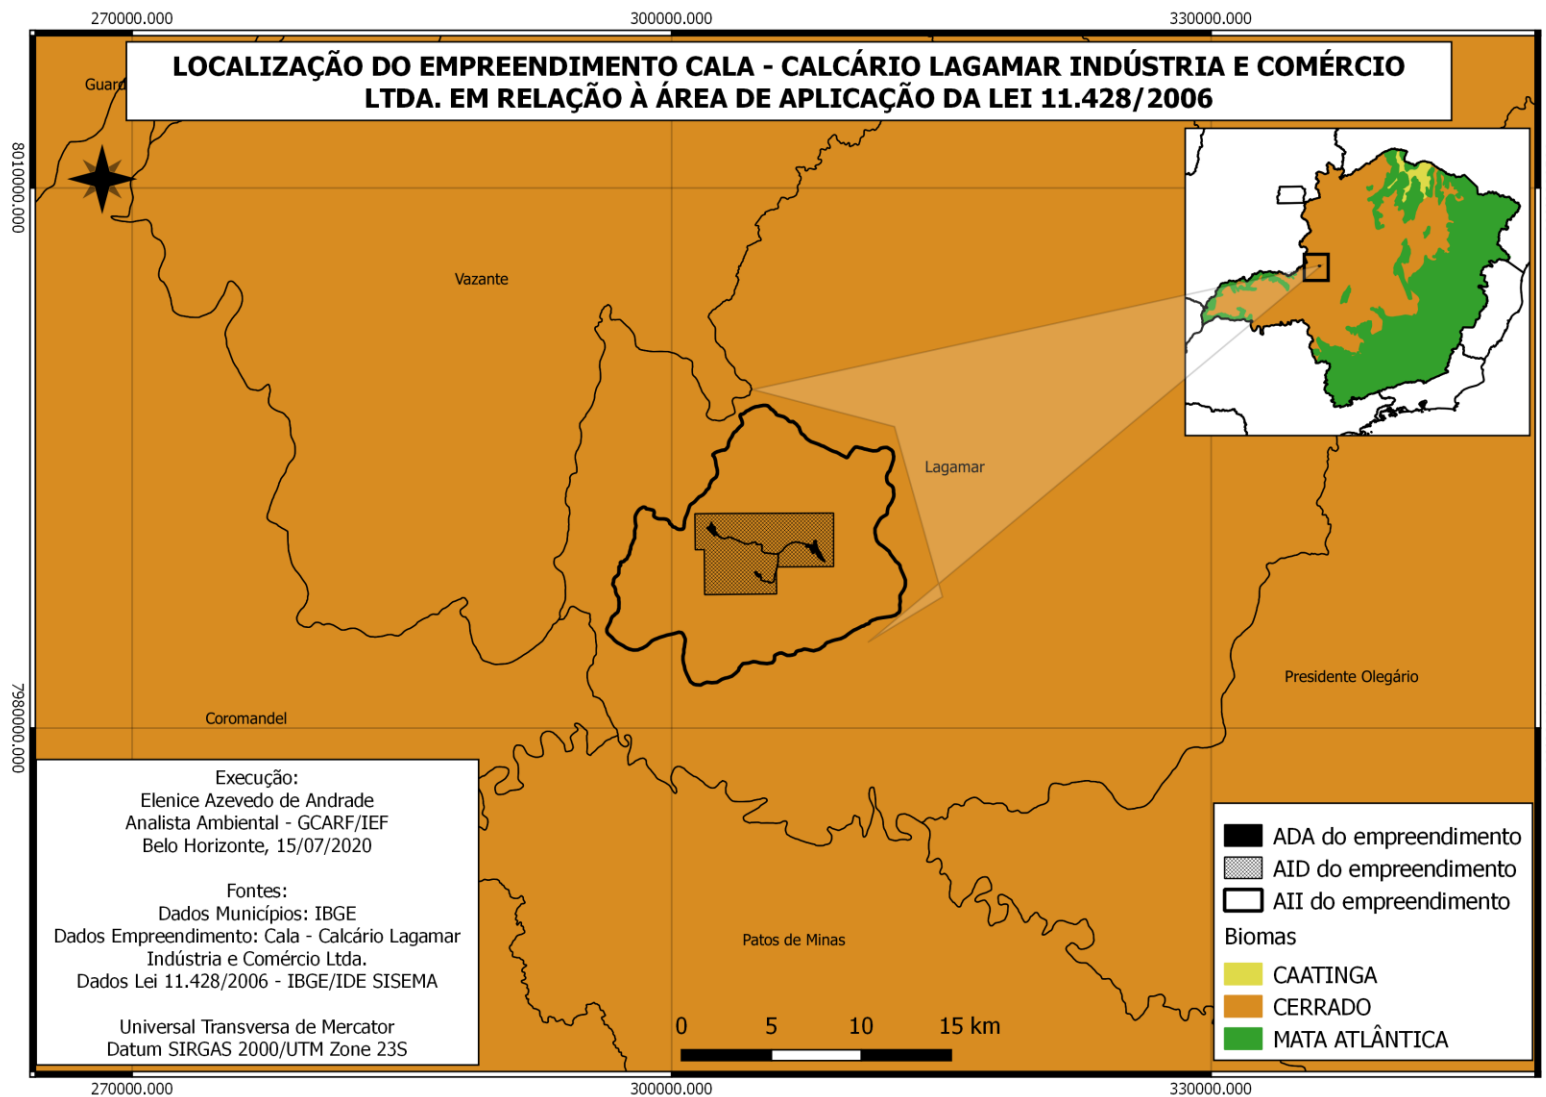 270000.000
300000.000
330000.000
LOCALIZAÇÃO DO EMPREENDIMENTO CALA - CALCÁRIO LAGAMAR INDÚSTRIA E COMÉRCIO
LTDA. EM RELAÇÃO À ÁREA DE APLICAÇÃO DA LEI 11.428/2006
Guard
8010000.000
Vazante
Lagamar
Presidente Olegário
7980000.000
Coromandel
Execução:
Elenice Azevedo de Andrade
Analista Ambiental - GCARF/IEF
Belo Horizonte, 15/07/2020
Fontes:
Dados Municípios: IBGE
Dados Empreendimento: Cala - Calcário Lagamar
Indústria e Comércio Ltda.
Dados Lei 11.428/2006 - IBGE/IDE SISEMA
Universal Transversa de Mercator
Datum SIRGAS 2000/UTM Zone 23S
Patos de Minas
0 5 10 15 km
ADA do empreendimento
AID do empreendimento
AII do empreendimento
Biomas
CAATINGA
CERRADO
MATA ATLÂNTICA
270000.000
300000.000
330000.000